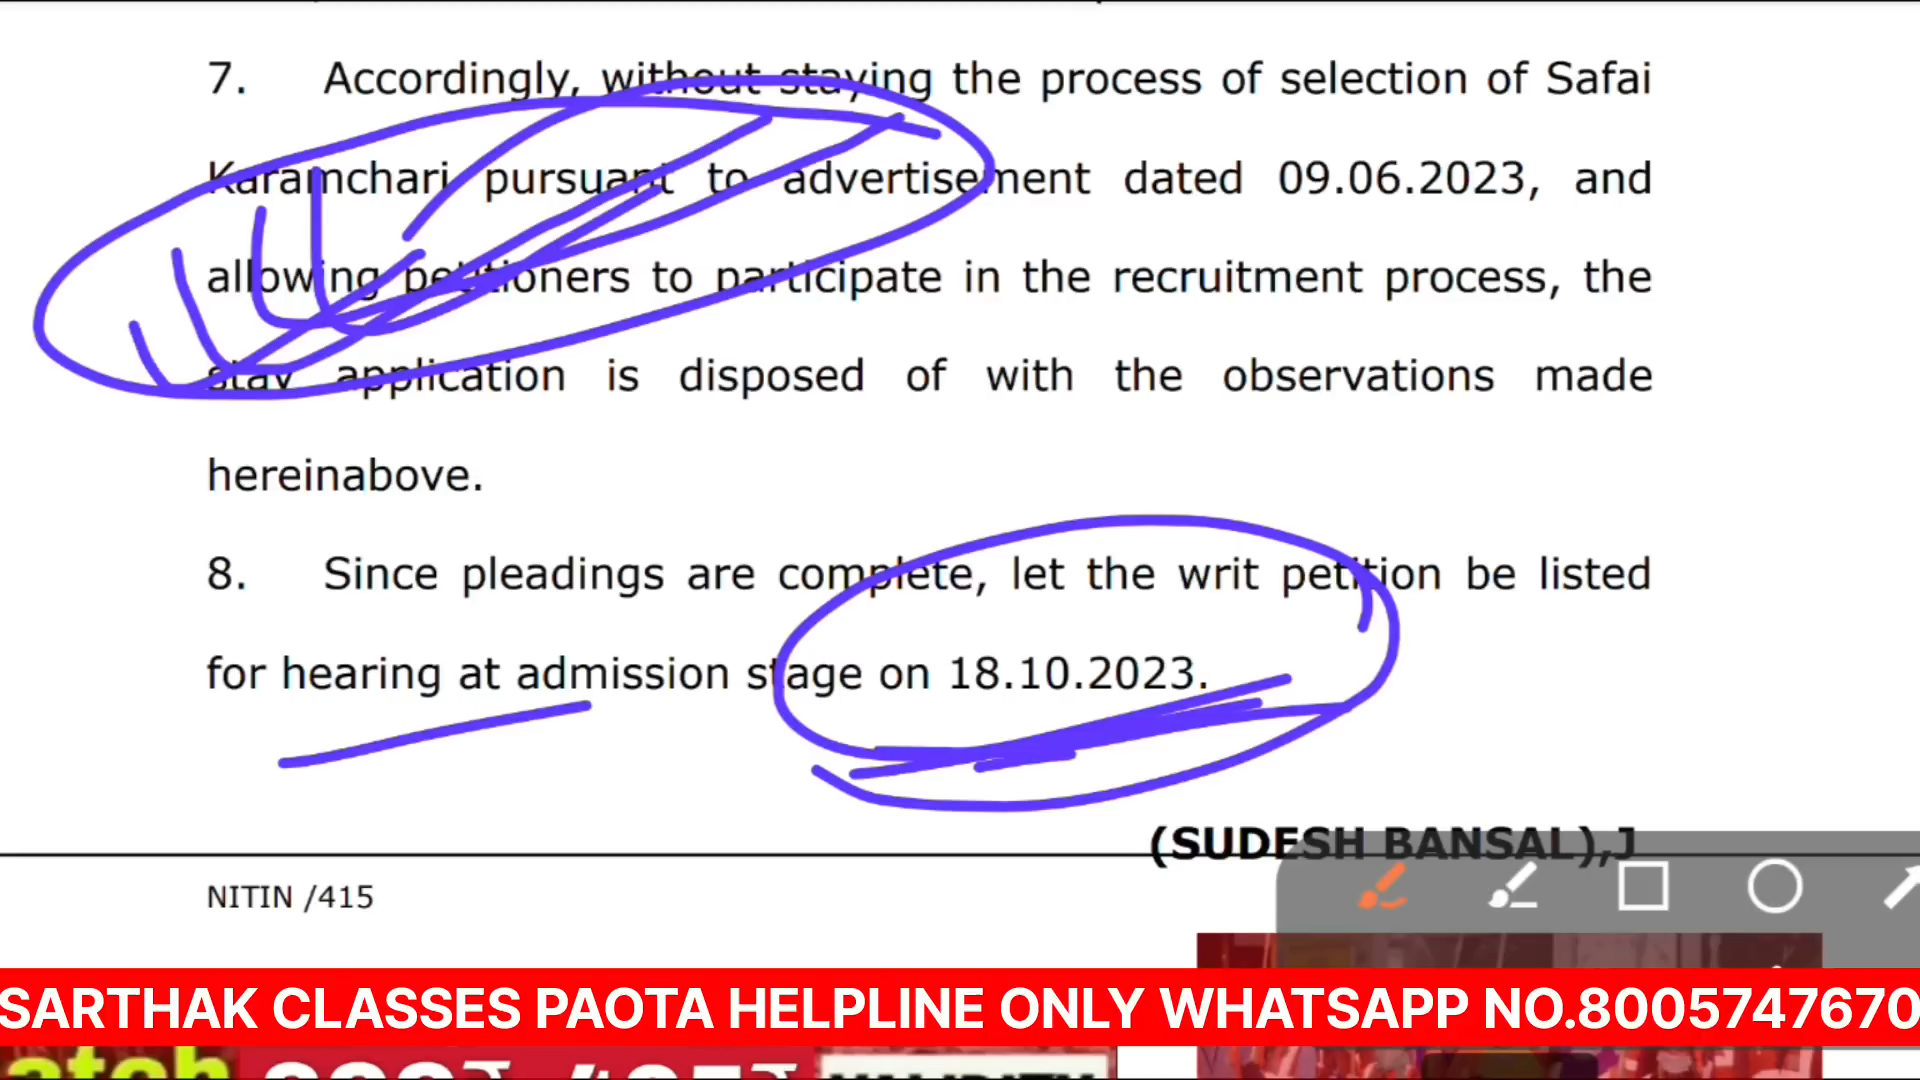 7. Accordingly, without staying the process of selection of Safai
Karamchari pursuant to advertisement dated 09.06.2023, and
allowing petitioners to participate in the recruitment process, the
stay application is disposed of with the observations made
hereinabove.
8. Since pleadings are complete, let the writ petition be listed
for hearing at admission stage on 18.10.2023.
(SUDESH BANSAL),J
NITIN /415
SARTHAK CLASSES PAOTA HELPLINE ONLY WHATSAPP NO.8005747670